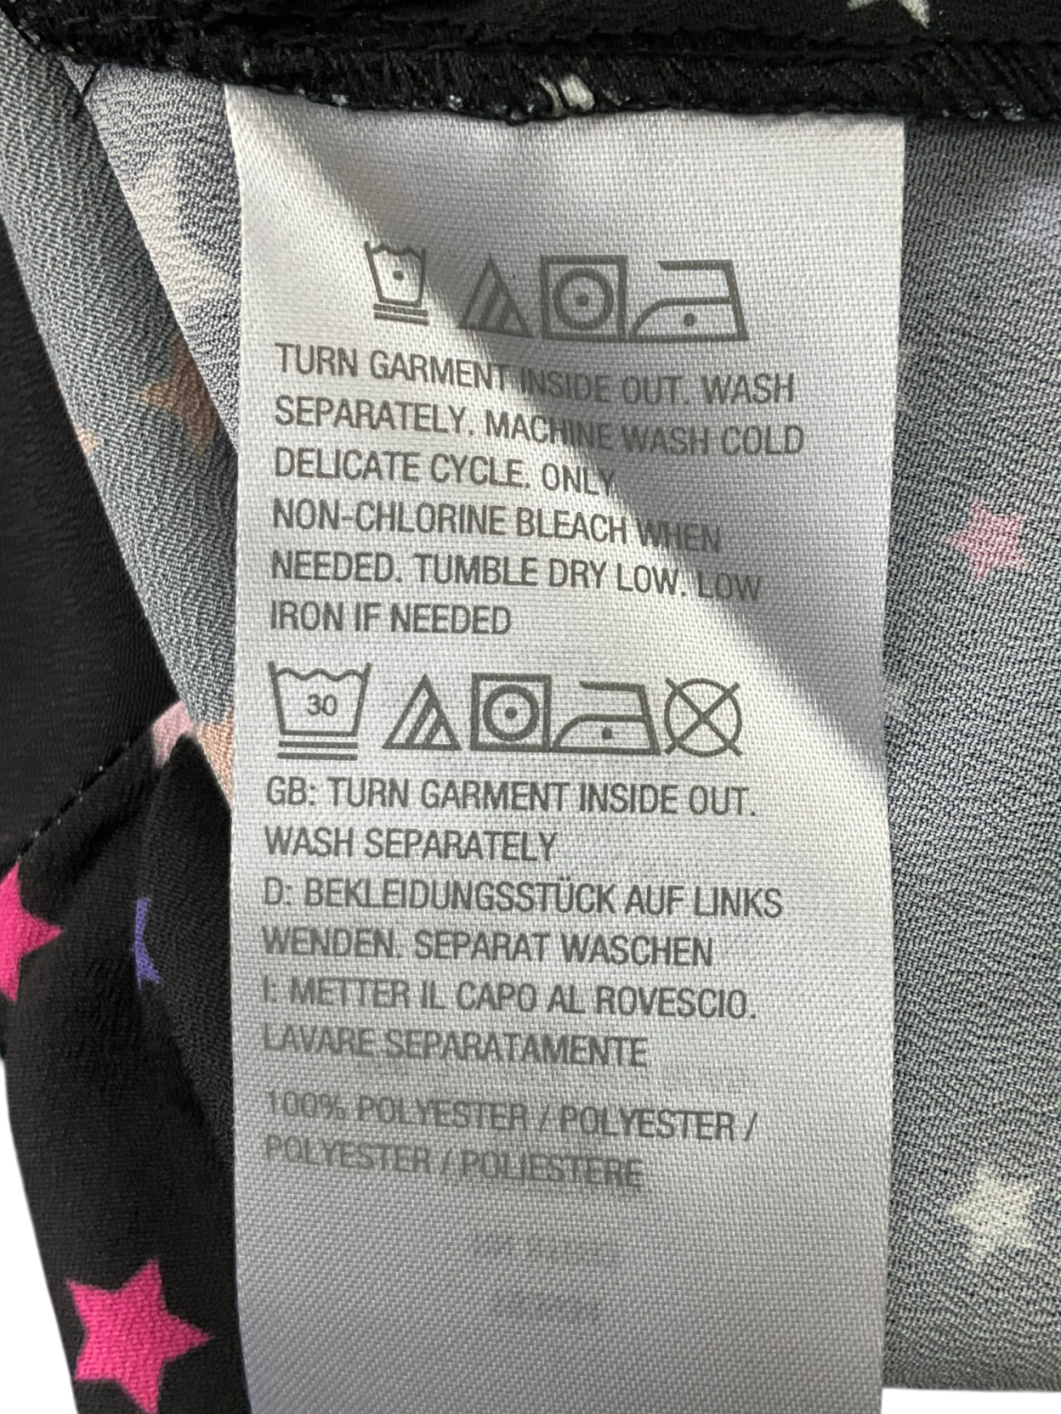 TURN GARMENT INSIDE OUT. WASH
SEPARATELY. MACHINE WASH COLD
DELICATE CYCLE. ONLY
NON-CHLORINE BLEACH WHEN
NEEDED. TUMBLE DRY LOW. LOW
IRON IF NEEDED
30
GB: TURN GARMENT INSIDE OUT.
WASH SEPARATELY
D: BEKLEIDUNGSSTÜCK AUF LINKS
WENDEN. SEPARAT WASCHEN
I: METTER IL CAPO AL ROVESCIO.
LAVARE SEPARATAMENTE
100% POLYESTER / POLYESTER /
POLYESTER / POLIESTERE